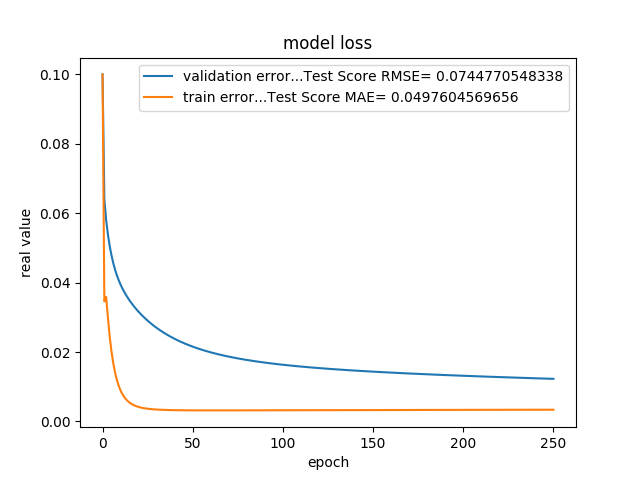 model loss
validation error...Test Score RMSE= 0.0744770548338
train error...Test Score MAE= 0.0497604569656
real value
0.10
0.08
0.06
0.04
0.02
0.00
0 50 100 150 200 250
epoch